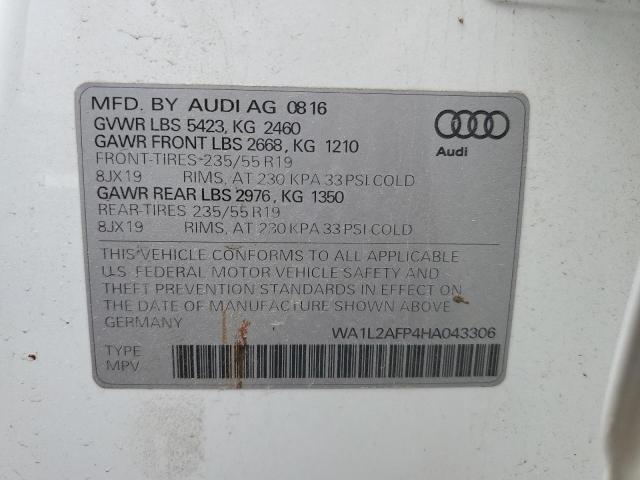 MFD. BY AUDI AG 08 16
GVWR LBS 5423, KG 2460
GAWR FRONT LBS 2668, KG 1210
FRONT-TIRES-235/55 R19
8JX19 RIMS, AT 230 KPA 33 PSI COLD
GAWR REAR LBS 2976, KG 1350
REAR-TIRES 235/55 R19
8JX19 RIMS, AT 230 KPA 33 PSI COLD
Audi
THIS VEHICLE CONFORMS TO ALL APPLICABLE
U.S. FEDERAL MOTOR VEHICLE SAFETY AND
THEFT PREVENTION STANDARDS IN EFFECT ON
THE DATE OF MANUFACTURE SHOWN ABOVE
GERMANY
WA1L2AFP4HA043306
TYPE
MPV